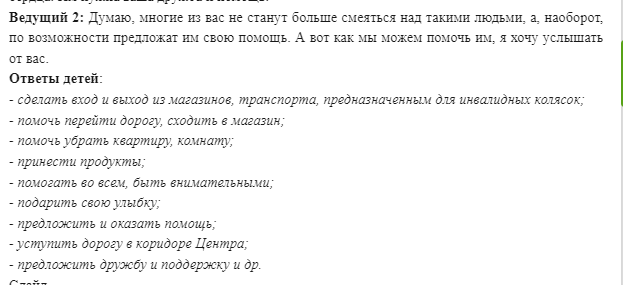 Ведущий 2: Думаю, многие из вас не станут больше смеяться над такими людьми, а, наоборот,
по возможности предложат им свою помощь. А вот как мы можем помочь им, я хочу услышать
от вас.
Ответы детей:
- сделать вход и выход из магазинов, транспорта, предназначенным для инвалидных колясок;
- помочь перейти дорогу, сходить в магазин;
- помочь убрать квартиру, комнату;
- принести продукты;
- помогать во всем, быть внимательными;
- подарить свою улыбку;
- предложить и оказать помощь;
- уступить дорогу в коридоре Центра;
- предложить дружбу и поддержку и др.